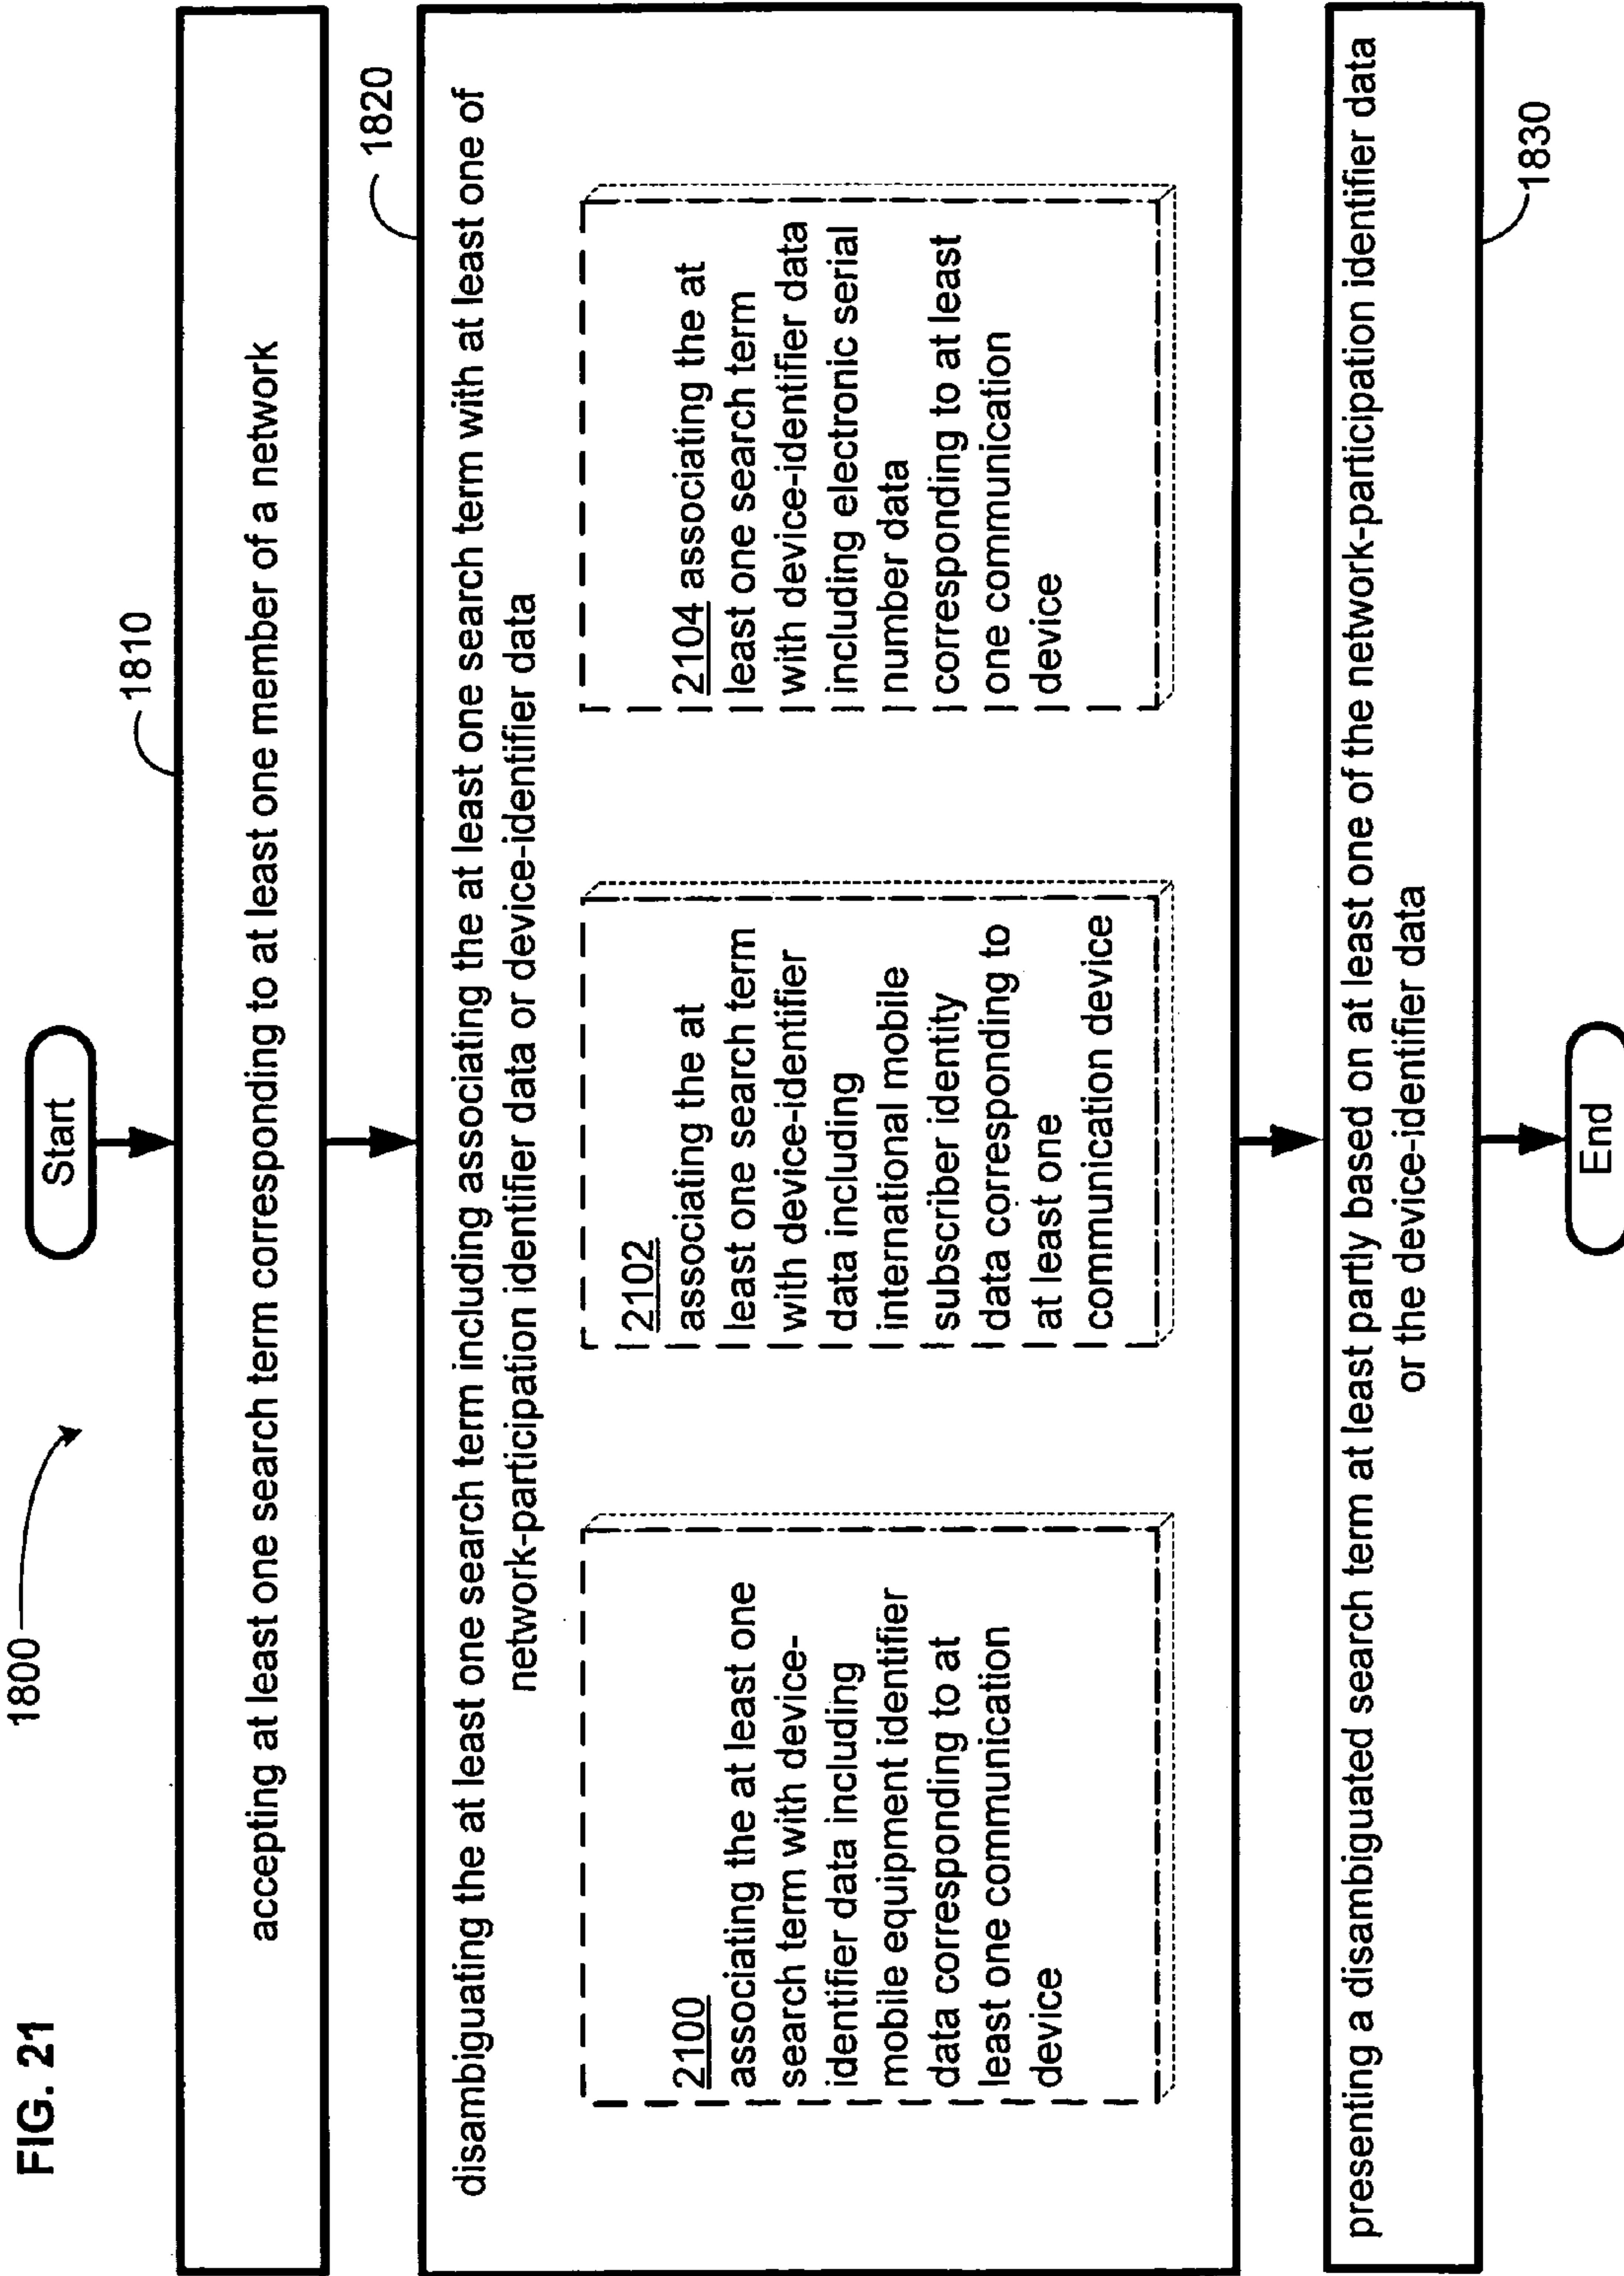 FIG. 21
1800
Start
1810
accepting at least one search term corresponding to at least one member of a network
1820
disambiguating the at least one search term including associating the at least one search term with at least one of
network-participation identifier data or device-identifier data
2100
associating the at least one
search term with device-
identifier data including
mobile equipment identifier
data corresponding to at
least one communication
device
2102
associating the at
least one search term
with device-identifier
data including
international mobile
subscriber identity
data corresponding to
at least one
communication device
2104 associating the at
least one search term
with device-identifier data
including electronic serial
number data
corresponding to at least
one communication
device
presenting a disambiguated search term at least partly based on at least one of the network-participation identifier data
or the device-identifier data
1830
End